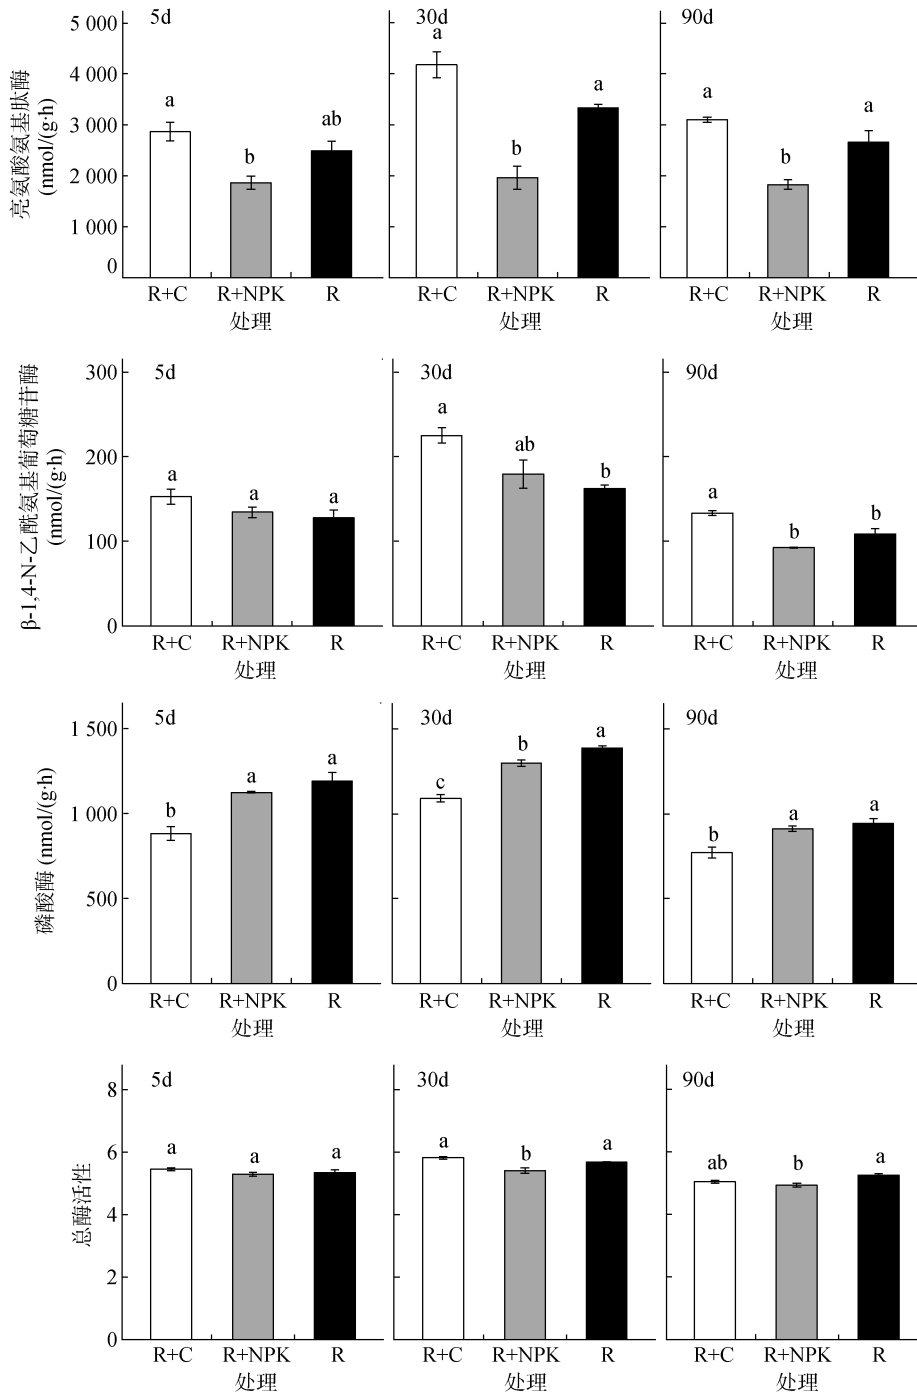 5d 30d 90d
5 000
4 000
3 000
2 000
1 000
0
亮氨酸氨基肽酶
(nmol/(g·h)
a b ab
a b a
a b a
R+C R+NPK R R+C R+NPK R R+C R+NPK R
处理 处理 处理
5d 30d 90d
300
200
100
0
β-1,4-N-乙酰氨基葡萄糖苷酶
(nmol/(g·h)
a a a
a ab b
a b b
R+C R+NPK R R+C R+NPK R R+C R+NPK R
处理 处理 处理
5d 30d 90d
1 500
1 000
500
0
磷酸酶 (nmol/(g·h)
b a a
c b a
b a a
R+C R+NPK R R+C R+NPK R R+C R+NPK R
处理 处理 处理
5d 30d 90d
8
6
4
2
0
总酶活性
a a a
a b a
ab b a
R+C R+NPK R R+C R+NPK R R+C R+NPK R
处理 处理 处理